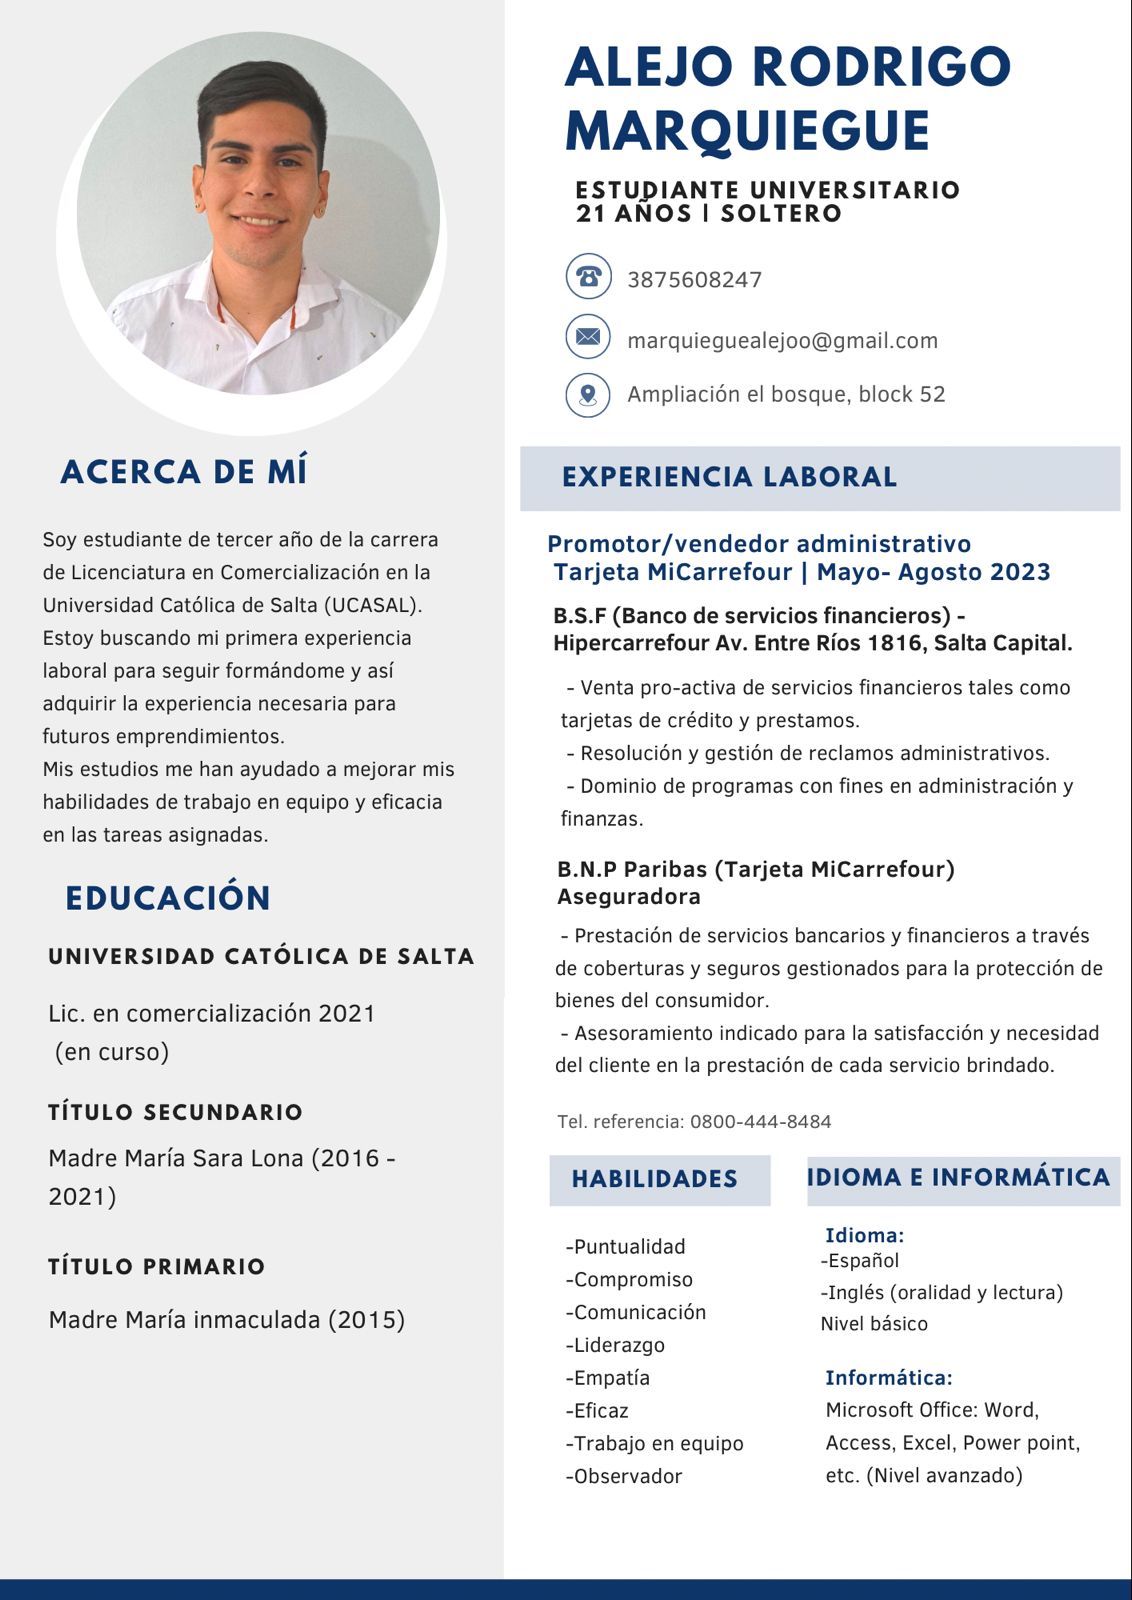 ALEJO RODRIGO
MARQUIEGUE
ESTUDIANTE UNIVERSITARIO
21 AÑOS | SOLTERO
3875608247
marquieguealejoo@gmail.com
Ampliación el bosque, block 52
ACERCA DE MÍ
Soy estudiante de tercer año de la carrera
de Licenciatura en Comercialización en la
Universidad Católica de Salta (UCASAL).
Estoy buscando mi primera experiencia
laboral para seguir formándome y así
adquirir la experiencia necesaria para
futuros emprendimientos.
Mis estudios me han ayudado a mejorar mis
habilidades de trabajo en equipo y eficacia
en las tareas asignadas.
EDUCACIÓN
UNIVERSIDAD CATÓLICA DE SALTA
Lic. en comercialización 2021
(en curso)
TÍTULO SECUNDARIO
Madre María Sara Lona (2016 -
2021)
TÍTULO PRIMARIO
Madre María inmaculada (2015)
EXPERIENCIA LABORAL
Promotor/vendedor administrativo
Tarjeta MiCarrefour | Mayo- Agosto 2023
B.S.F (Banco de servicios financieros) -
Hipercarrefour Av. Entre Ríos 1816, Salta Capital.
- Venta pro-activa de servicios financieros tales como
tarjetas de crédito y prestamos.
- Resolución y gestión de reclamos administrativos.
- Dominio de programas con fines en administración y
finanzas.
B.N.P Paribas (Tarjeta MiCarrefour)
Aseguradora
- Prestación de servicios bancarios y financieros a través
de coberturas y seguros gestionados para la protección de
bienes del consumidor.
- Asesoramiento indicado para la satisfacción y necesidad
del cliente en la prestación de cada servicio brindado.
Tel. referencia: 0800-444-8484
HABILIDADES
-Puntualidad
-Compromiso
-Comunicación
-Liderazgo
-Empatía
-Eficaz
-Trabajo en equipo
-Observador
IDIOMA E INFORMÁTICA
Idioma:
-Español
-Inglés (oralidad y lectura)
Nivel básico
Informática:
Microsoft Office: Word,
Access, Excel, Power point,
etc. (Nivel avanzado)